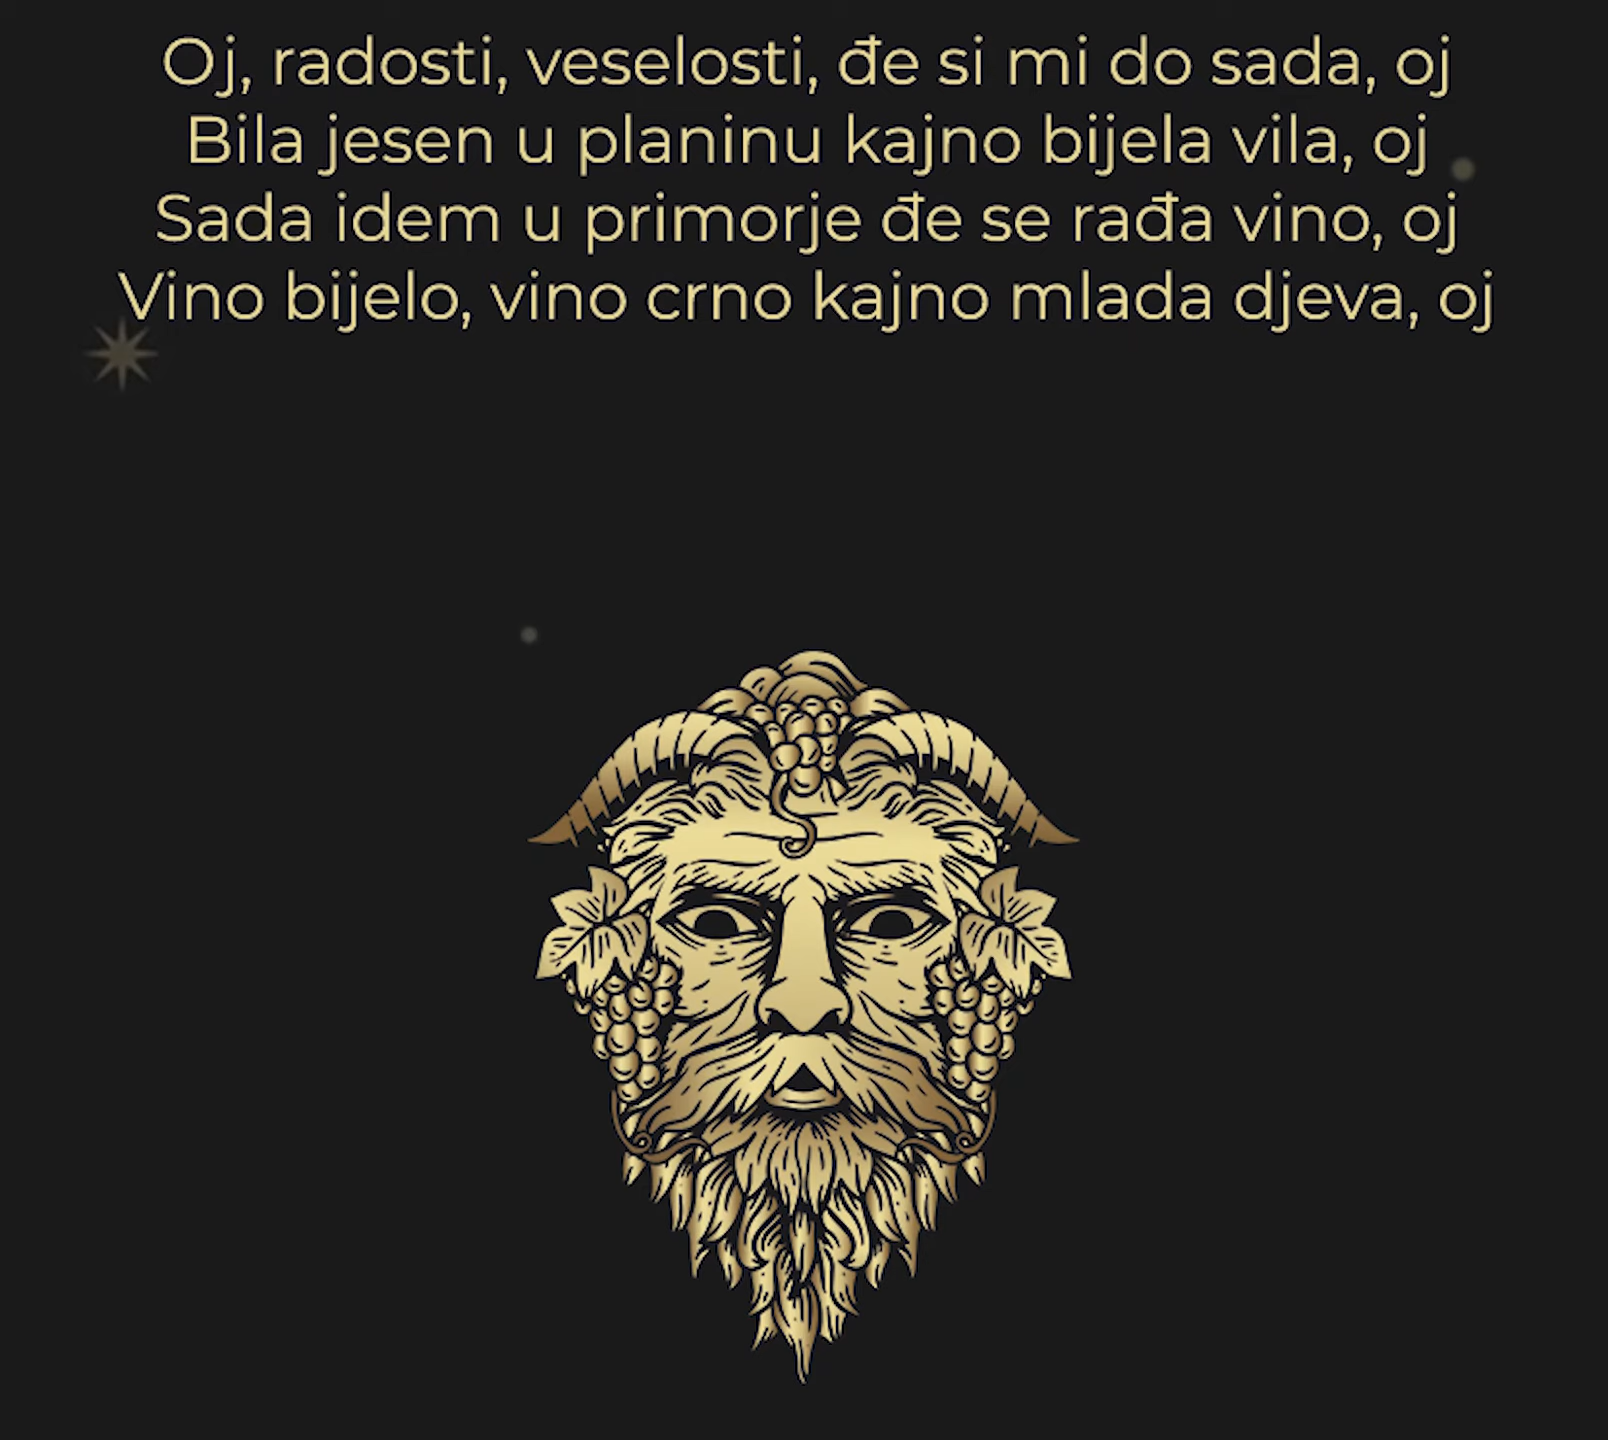 Oj, radosti, veselosti, đe si mi do sada, oj
Bila jesen u planinu kajno bijela vila, oj
Sada idem u primorje đe se rađa vino, oj
Vino bijelo, vino crno kajno mlada djeva, oj